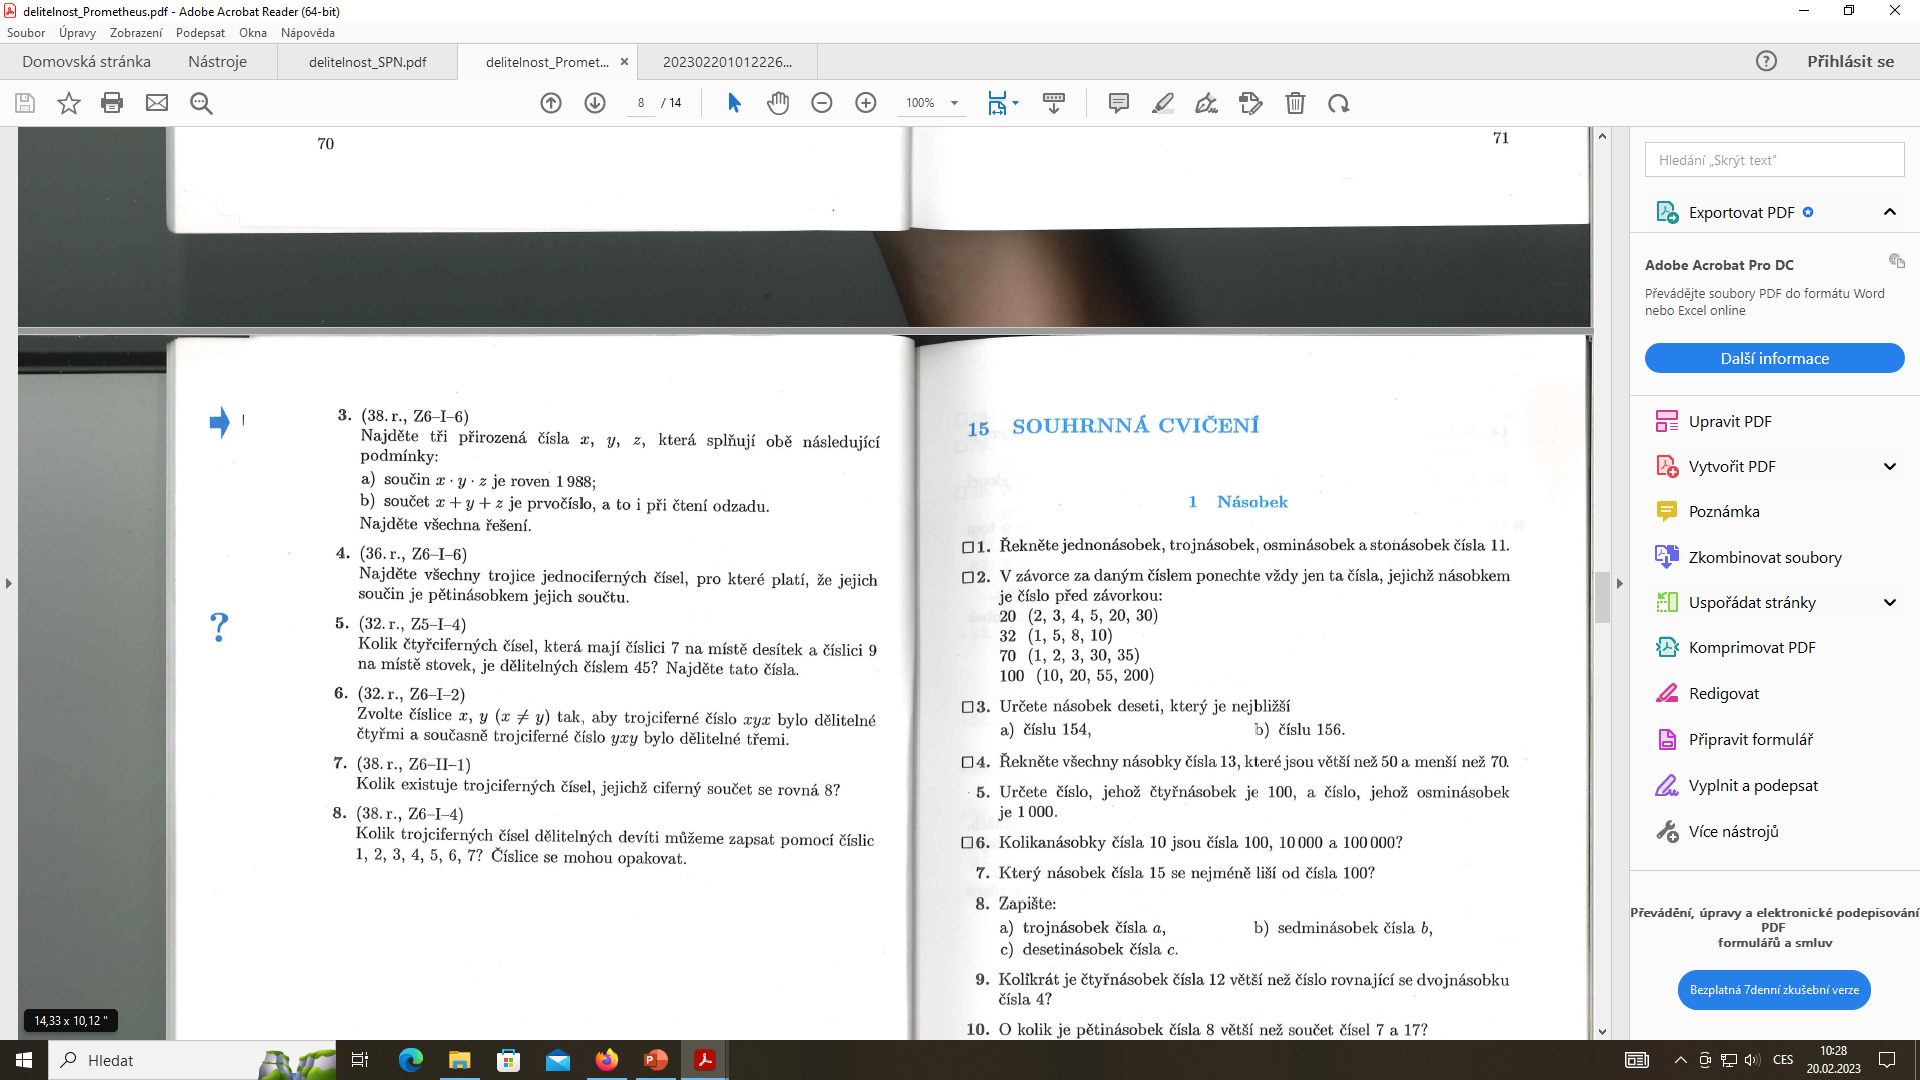 delitelnost_Prometheus.pdf - Adobe Acrobat Reader (64-bit)
Soubor Úpravy Zobrazení Podepsat Okna Nápověda
Domovská stránka Nástroje delitelnost_SPN.pdf delitelnost_Promet... 202302201012226... Přihlásit se
8 / 14 100%
70
71
3. (38. r., Z6–I–6)
Najděte tři přirozená čísla x, y, z, která splňují obě následující
podmínky:
a) součin x · y · z je roven 1 988;
b) součet x + y + z je prvočíslo, a to i při čtení odzadu.
Najděte všechna řešení.
4. (36. r., Z6–I–6)
Najděte všechny trojice jednociferných čísel, pro které platí, že jejich
součin je pětinásobkem jejich součtu.
?
5. (32. r., Z5–I–4)
Kolik čtyřciferných čísel, která mají číslici 7 na místě desítek a číslici 9
na místě stovek, je dělitelných číslem 45? Najděte tato čísla.
6. (32. r., Z6–I–2)
Zvolte číslice x, y (x ≠ y) tak, aby trojciferné číslo xyx bylo dělitelné
čtyřmi a současně trojciferné číslo yxy bylo dělitelné třemi.
7. (38. r., Z6–II–1)
Kolik existuje trojciferných čísel, jejichž ciferný součet se rovná 8?
8. (38. r., Z6–I–4)
Kolik trojciferných čísel dělitelných devíti můžeme zapsat pomocí číslic
1, 2, 3, 4, 5, 6, 7? Číslice se mohou opakovat.
15 SOUHRNNÁ CVIČENÍ
1 Násobek
□ 1. Řekněte jednonásobek, trojnásobek, osminásobek a stonásobek čísla 11.
□ 2. V závorce za daným číslem ponechte vždy jen ta čísla, jejichž násobkem
je číslo před závorkou:
20 (2, 3, 4, 5, 20, 30)
32 (1, 5, 8, 10)
70 (1, 2, 3, 30, 35)
100 (10, 20, 55, 200)
□ 3. Určete násobek deseti, který je nejbližší
a) číslu 154, b) číslu 156.
□ 4. Řekněte všechny násobky čísla 13, které jsou větší než 50 a menší než 70.
5. Určete číslo, jehož čtyřnásobek je 100, a číslo, jehož osminásobek
je 1 000.
□ 6. Kolikanásobky čísla 10 jsou čísla 100, 10 000 a 100 000?
7. Který násobek čísla 15 se nejméně liší od čísla 100?
8. Zapište:
a) trojnásobek čísla a, b) sedminásobek čísla b,
c) desetinásobek čísla c.
9. Kolikrát je čtyřnásobek čísla 12 větší než číslo rovnající se dvojnásobku
čísla 4?
10. O kolik je pětinásobek čísla 8 větší než součet čísel 7 a 17?
14,33 x 10,12 "
Hledání „Skrýt text“
Exportovat PDF
Adobe Acrobat Pro DC
Převádějte soubory PDF do formátu Word
nebo Excel online
Další informace
Upravit PDF
Vytvořit PDF
Poznámka
Zkombinovat soubory
Uspořádat stránky
Komprimovat PDF
Redigovat
Připravit formulář
Vyplnit a podepsat
Více nástrojů
Převádění, úpravy a elektronické podepisování
PDF
formulářů a smluv
Bezplatná 7denní zkušební verze
Hledat
CES
10:28
20.02.2023